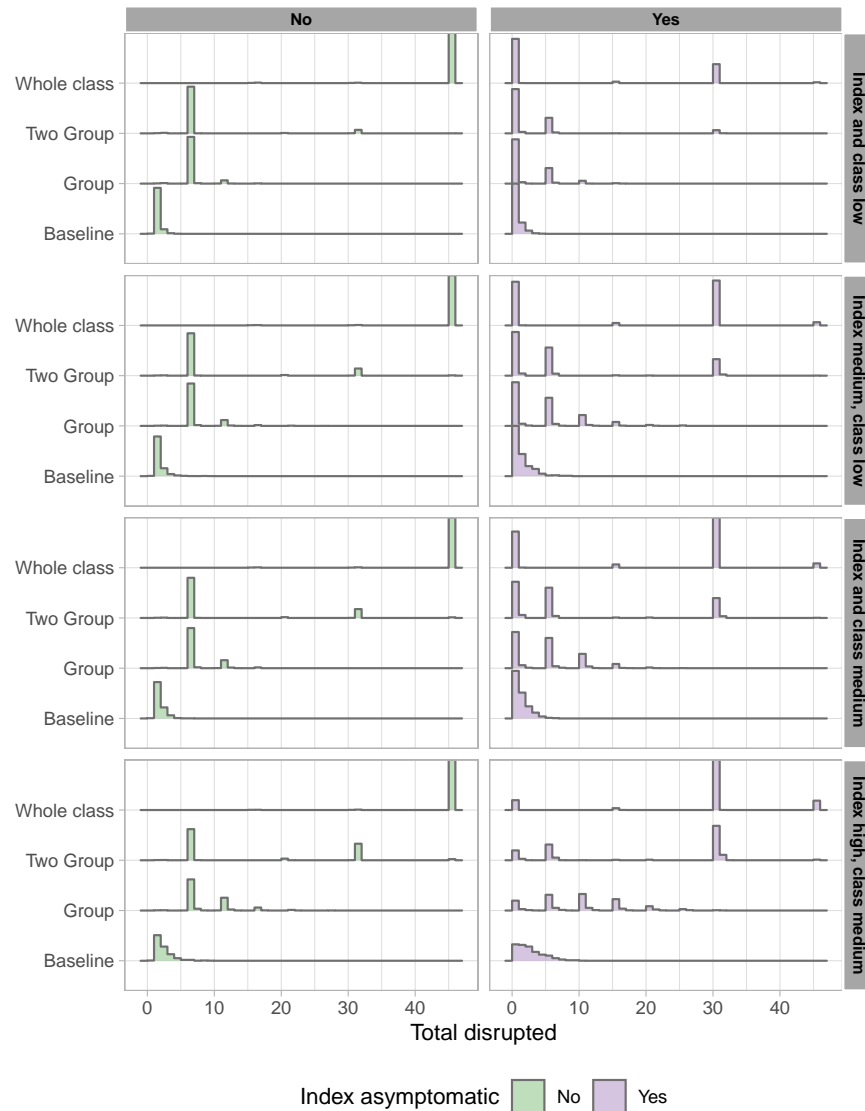 No Yes
Whole class
Two Group
Group
Baseline
Index and class low
Whole class
Two Group
Group
Baseline
Index medium, class low
Whole class
Two Group
Group
Baseline
Index and class medium
Whole class
Two Group
Group
Baseline
Index high, class medium
0 10 20 30 40 0 10 20 30 40
Total disrupted
Index asymptomatic No Yes